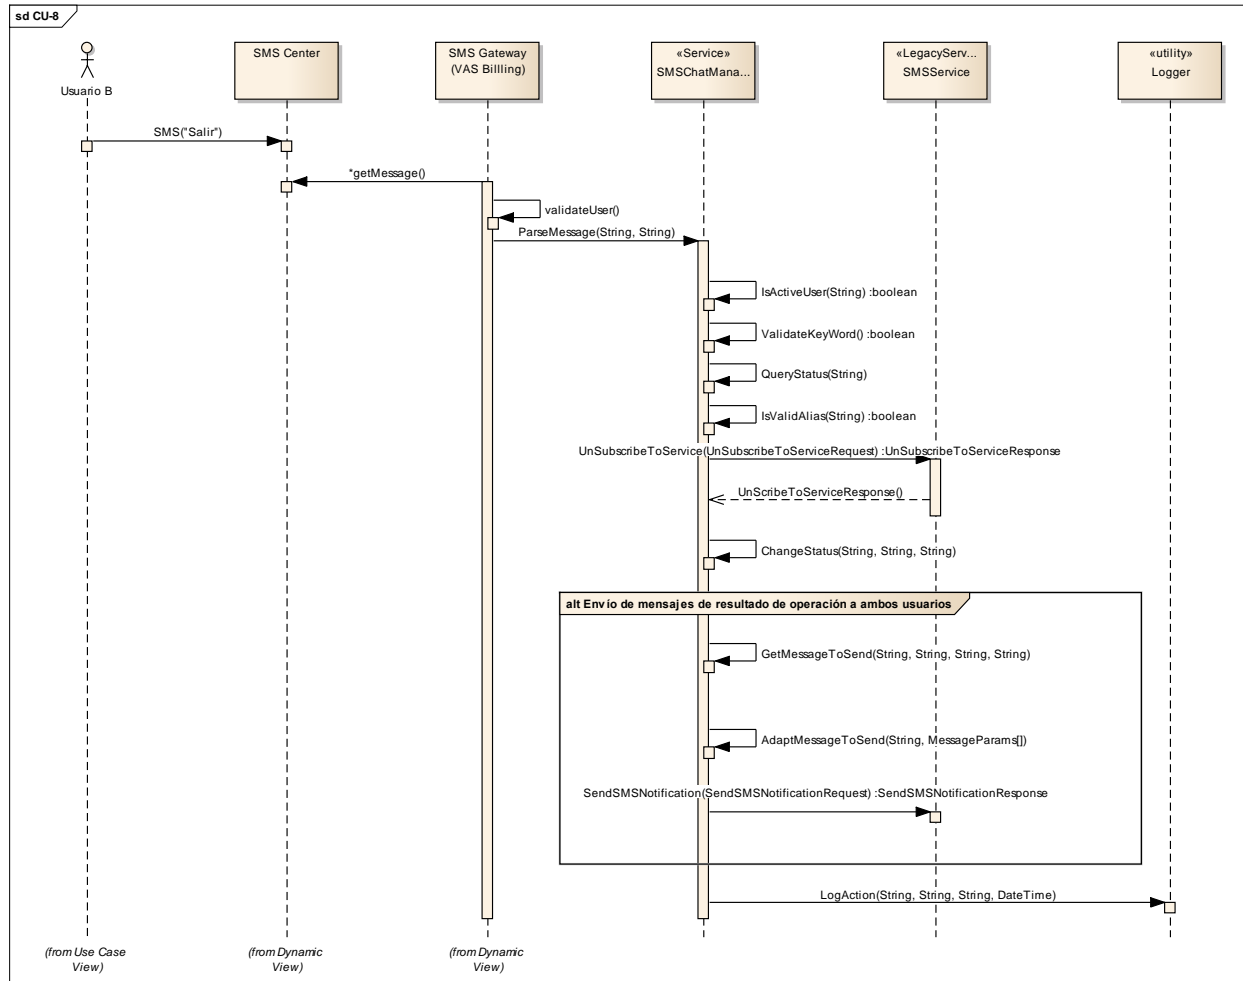 sd CU-8
Usuario B
SMS Center
SMS Gateway
(VAS Billling)
«Service»
SMSChatMana...
«LegacyServ...
SMSService
«utility»
Logger
SMS("Salir")
*getMessage()
validateUser()
ParseMessage(String, String)
IsActiveUser(String) :boolean
ValidateKeyWord() :boolean
QueryStatus(String)
IsValidAlias(String) :boolean
UnSubscribeToService(UnSubscribeToServiceRequest) :UnSubscribeToServiceResponse
UnScribeToServiceResponse()
ChangeStatus(String, String, String)
alt Envío de mensajes de resultado de operación a ambos usuarios
GetMessageToSend(String, String, String, String)
AdaptMessageToSend(String, MessageParams[])
SendSMSNotification(SendSMSNotificationRequest) :SendSMSNotificationResponse
LogAction(String, String, String, DateTime)
(from Use Case
View)
(from Dynamic
View)
(from Dynamic
View)